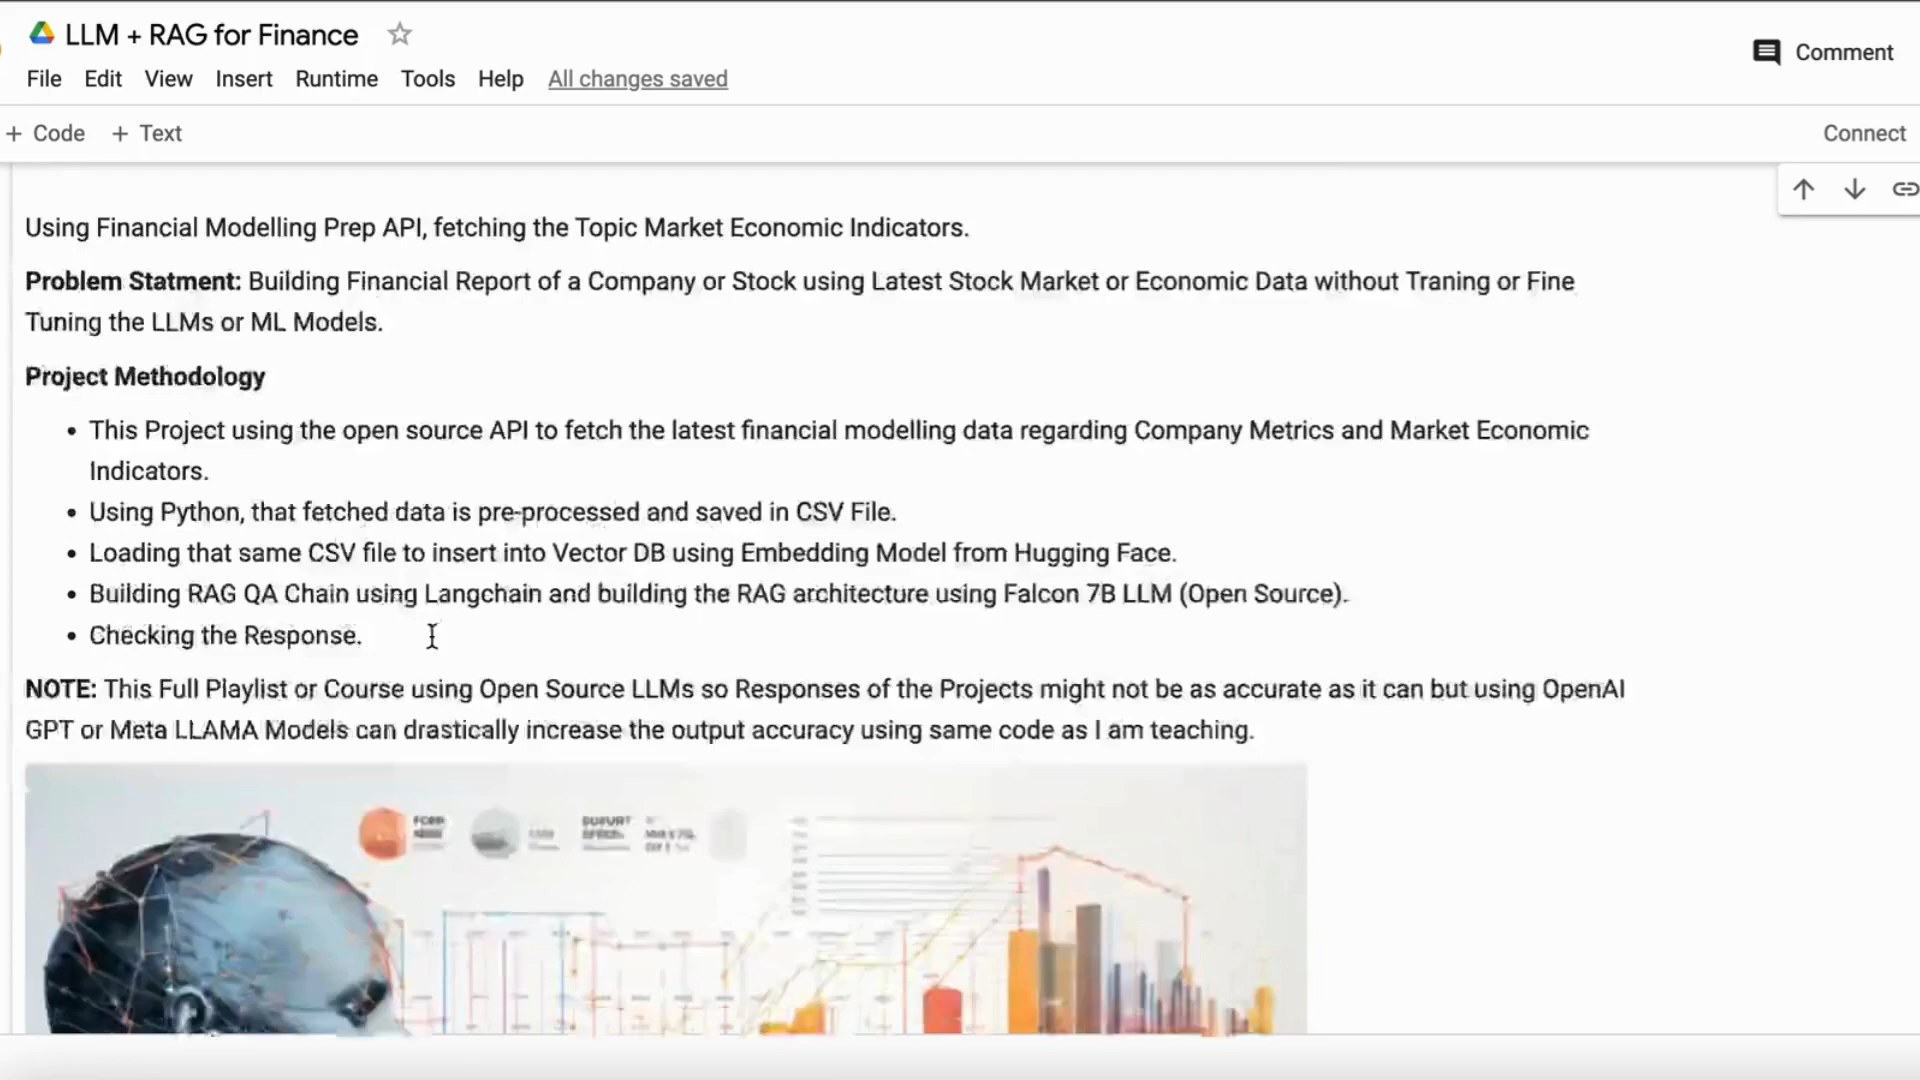 LLM + RAG for Finance
Comment
File Edit View Insert Runtime Tools Help All changes saved
+ Code + Text
Connect
Using Financial Modelling Prep API, fetching the Topic Market Economic Indicators.
Problem Statment: Building Financial Report of a Company or Stock using Latest Stock Market or Economic Data without Traning or Fine
Tuning the LLMs or ML Models.
Project Methodology
• This Project using the open source API to fetch the latest financial modelling data regarding Company Metrics and Market Economic
Indicators.
• Using Python, that fetched data is pre-processed and saved in CSV File.
• Loading that same CSV file to insert into Vector DB using Embedding Model from Hugging Face.
• Building RAG QA Chain using Langchain and building the RAG architecture using Falcon 7B LLM (Open Source).
• Checking the Response.
NOTE: This Full Playlist or Course using Open Source LLMs so Responses of the Projects might not be as accurate as it can but using OpenAI
GPT or Meta LLAMA Models can drastically increase the output accuracy using same code as I am teaching.